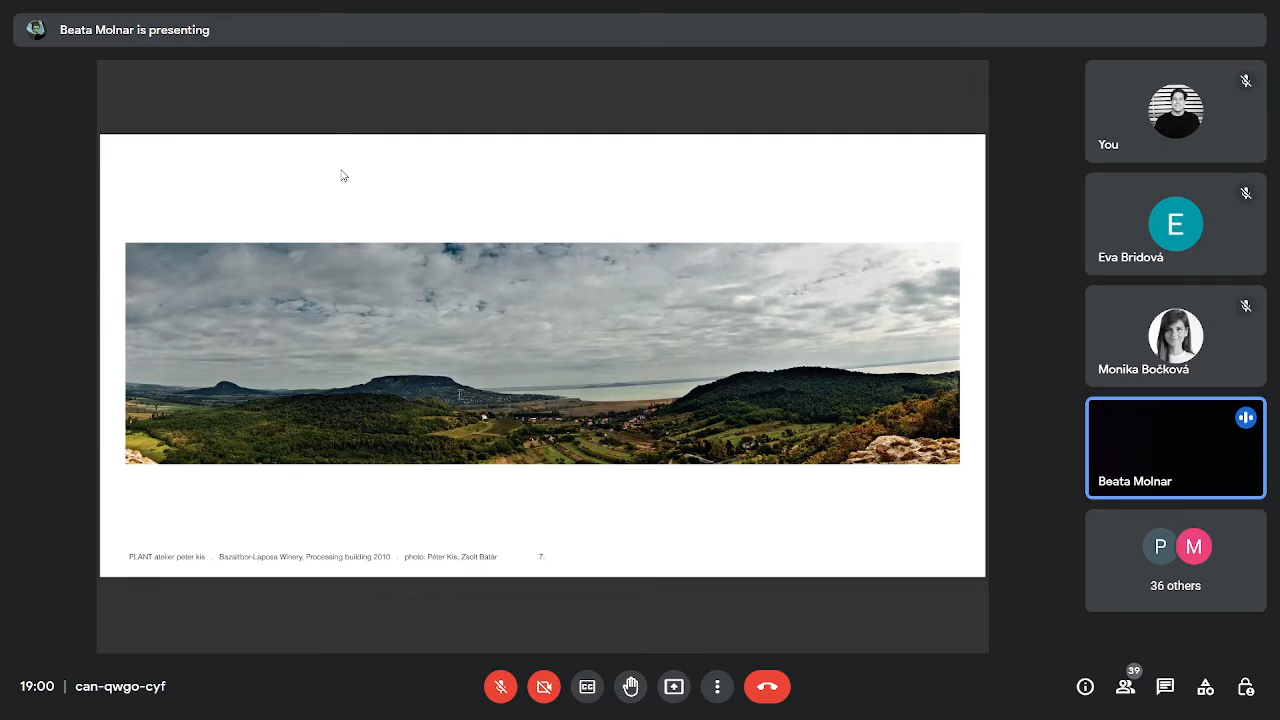 Beata Molnar is presenting
You
E
Eva Bridová
Monika Bočková
Beata Molnar
P M
36 others
PLANT atelier peter kis . Bazaltbor-Laposa Winery, Processing building 2010 . photo: Péter Kis, Zsolt Batár .7.
19:00 | can-qwgo-cyf
39